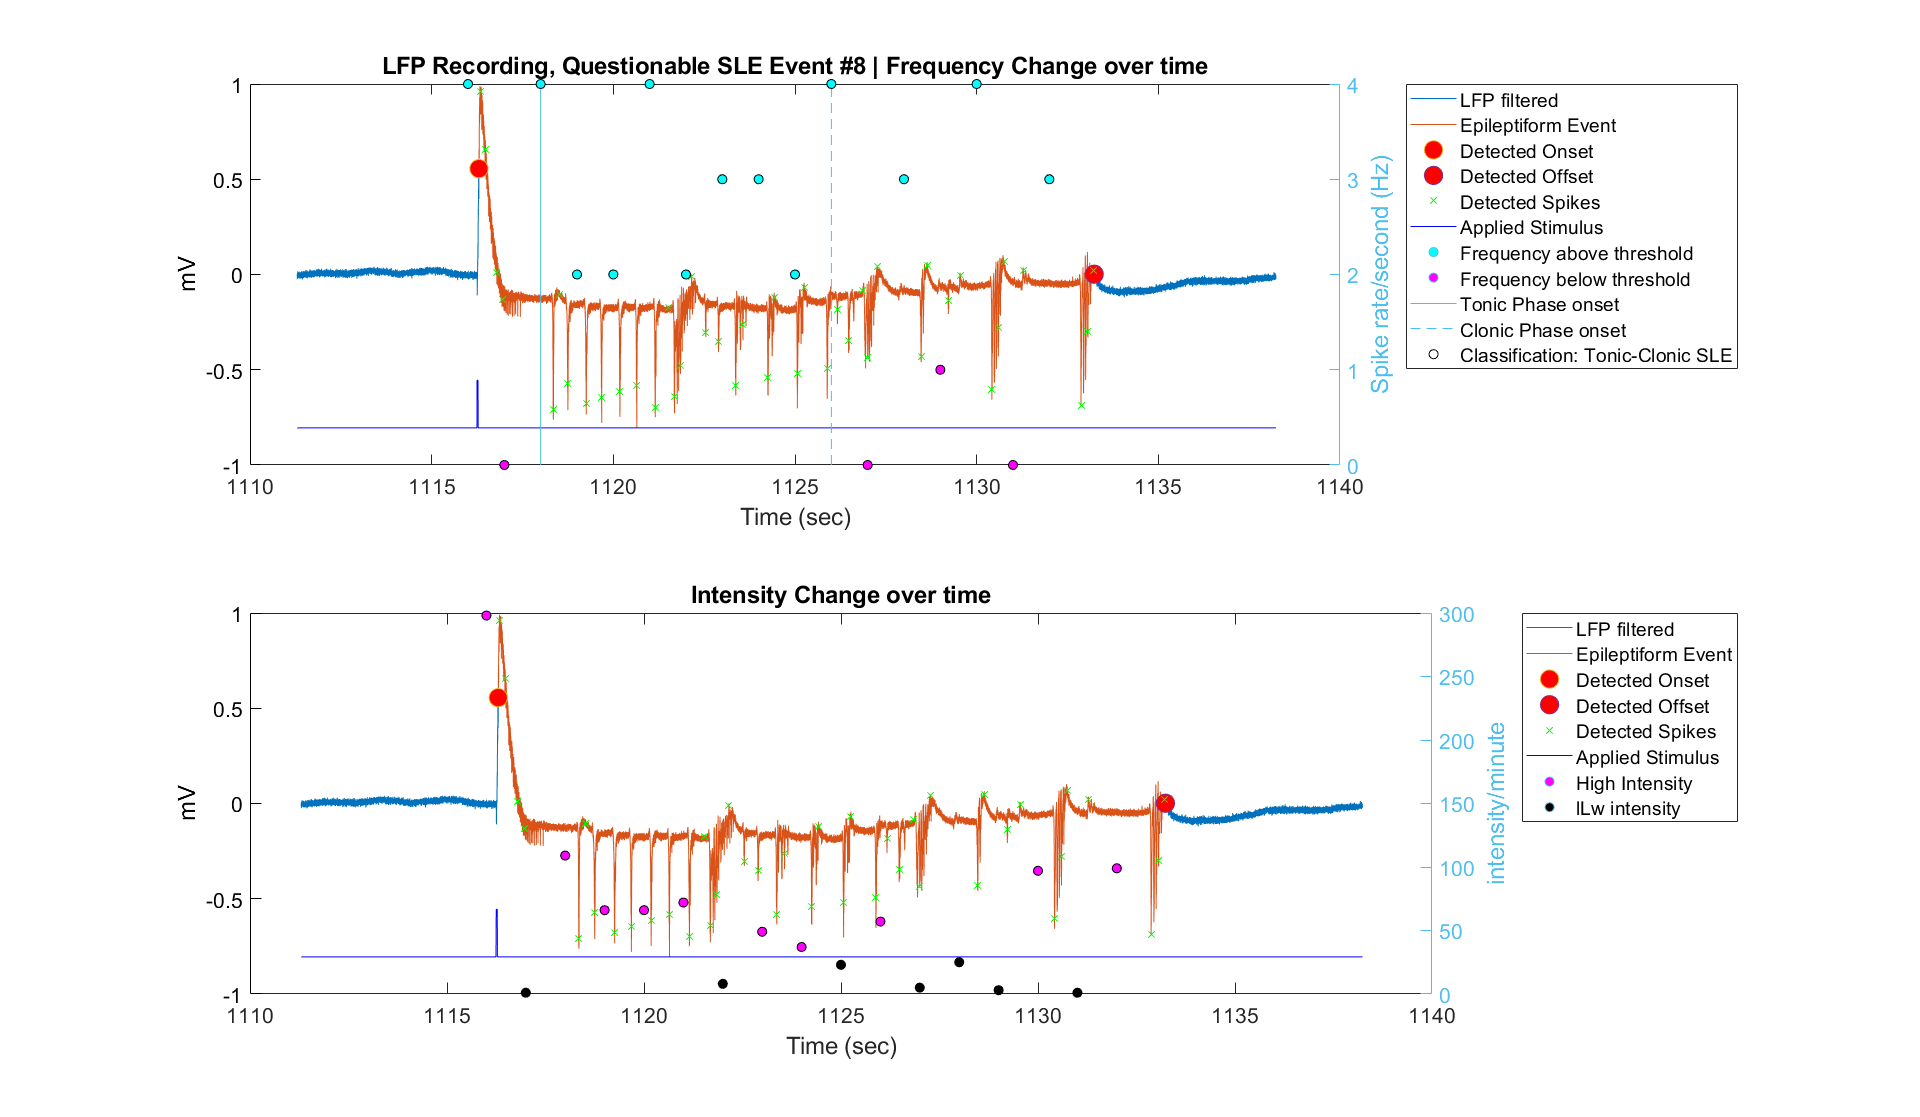 LFP Recording, Questionable SLE Event #8 | Frequency Change over time
1
0.5
0
-0.5
-1
mV
1110
1115
1120
1125
1130
1135
1140
Time (sec)
4
3
2
1
0
Spike rate/second (Hz)
LFP filtered
Epileptiform Event
Detected Onset
Detected Offset
Detected Spikes
Applied Stimulus
Frequency above threshold
Frequency below threshold
Tonic Phase onset
Clonic Phase onset
Classification: Tonic-Clonic SLE
Intensity Change over time
1
0.5
0
-0.5
-1
mV
1110
1115
1120
1125
1130
1135
1140
Time (sec)
300
250
200
150
100
50
0
intensity/minute
LFP filtered
Epileptiform Event
Detected Onset
Detected Offset
Detected Spikes
Applied Stimulus
High Intensity
lLw intensity